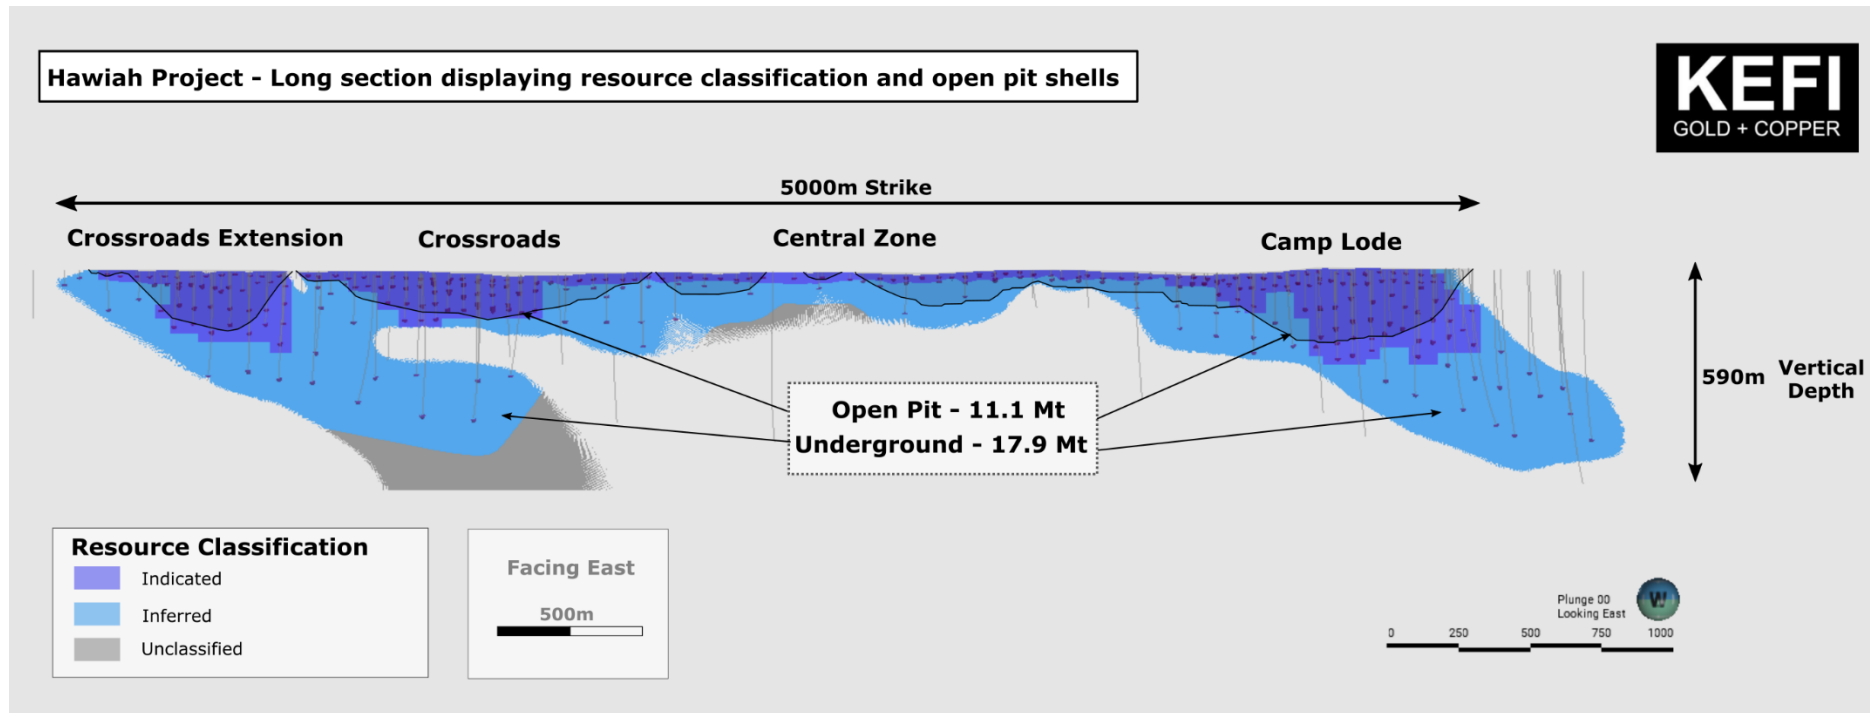 Hawiah Project - Long section displaying resource classification and open pit shells
KEFI
GOLD + COPPER
5000m Strike
Crossroads Extension
Crossroads
Central Zone
Camp Lode
590m
Vertical
Depth
Open Pit - 11.1 Mt
Underground - 17.9 Mt
Resource Classification
Indicated
Inferred
Unclassified
Facing East
500m
Plunge 00
Looking East
W
0 250 500 750 1000